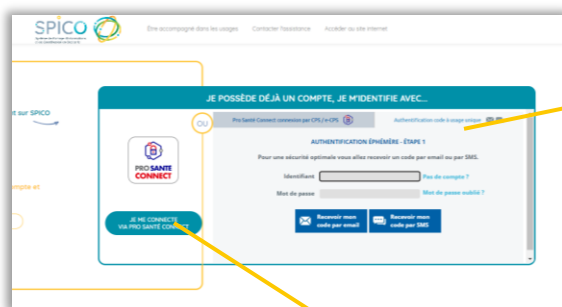 SPICO
Être accompagné dans les usages
Contacter l'assistance
Accéder au site internet
JE POSSÈDE DÉJÀ UN COMPTE, JE M'IDENTIFIE AVEC...
t sur SPICO
OU
Pro Santé Connect connexion par CPS / e-CPS
Authentification code à usage unique
AUTHENTIFICATION ÉPHÉMÈRE - ÉTAPE 1
Pour une sécurité optimale vous allez recevoir un code par email ou par SMS.
PRO SANTÉ
CONNECT
Identifiant
Pas de compte ?
Mot de passe
Mot de passe oublié ?
compte et
JE ME CONNECTE
VIA PRO SANTÉ CONNECT
Recevoir mon
code par email
Recevoir mon
code par SMS